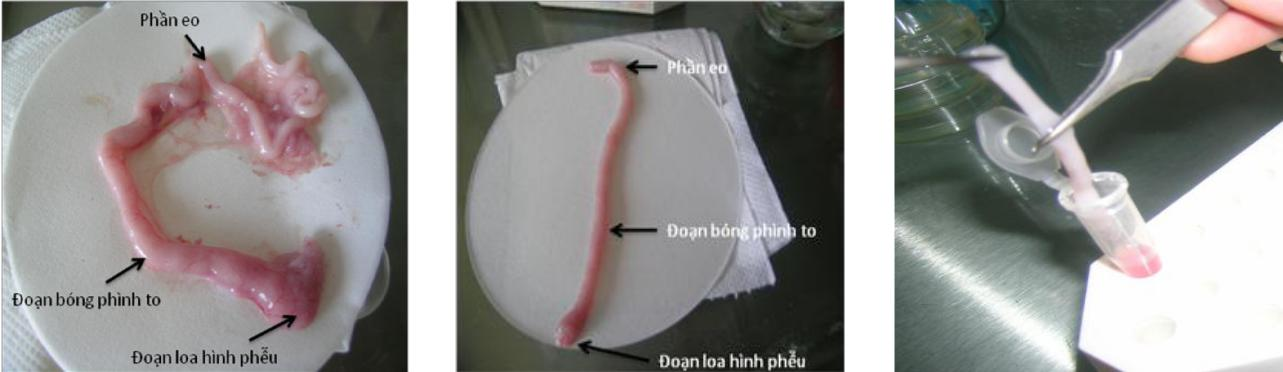 Phần eo
Đoạn bóng phình to
Đoạn loa hình phễu
Phần eo
Đoạn bóng phình to
Đoạn loa hình phễu